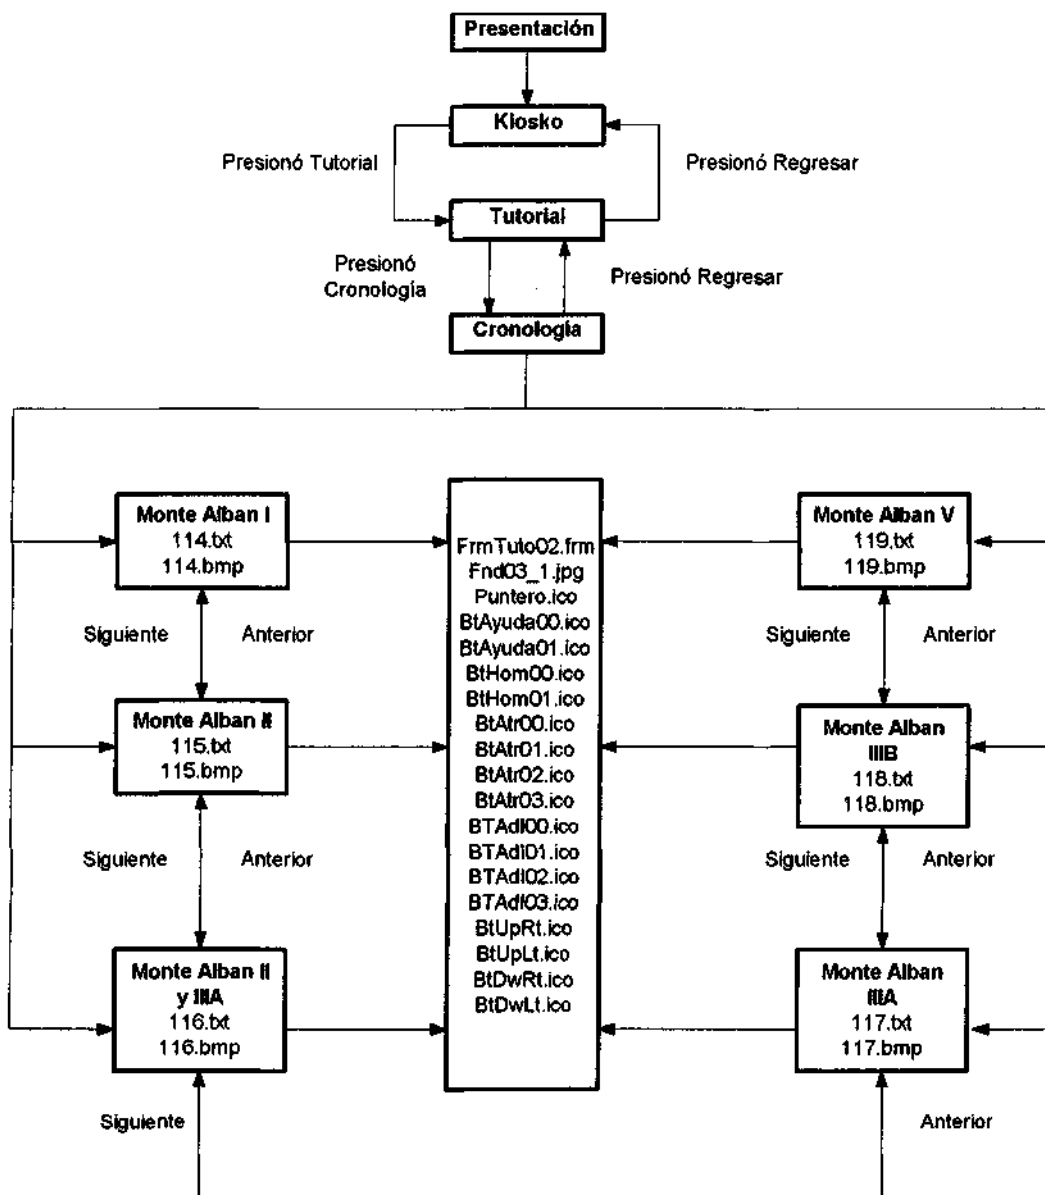 Presentación
Kiosko
Presionó Tutorial
Presionó Regresar
Tutorial
Presionó
Cronología
Presionó Regresar
Cronología
Monte Alban I
114.txt
114.bmp
Siguiente
Anterior
Monte Alban II
115.txt
115.bmp
Siguiente
Anterior
Monte Alban II
y IIIA
116.txt
116.bmp
Siguiente
FrmTuto02.frm
Fnd03_1.jpg
Puntero.ico
BtAyuda00.ico
BtAyuda01.ico
BtHom00.ico
BtHom01.ico
BtAtr00.ico
BtAtr01.ico
BtAtr02.ico
BtAtr03.ico
BTAdl00.ico
BTAdl01.ico
BTAdl02.ico
BTAdl03.ico
BtUpRt.ico
BtUpLt.ico
BtDwRt.ico
BtDwLt.ico
Monte Alban V
119.txt
119.bmp
Siguiente
Anterior
Monte Alban
IIIB
118.txt
118.bmp
Siguiente
Anterior
Monte Alban
IIIA
117.txt
117.bmp
Anterior